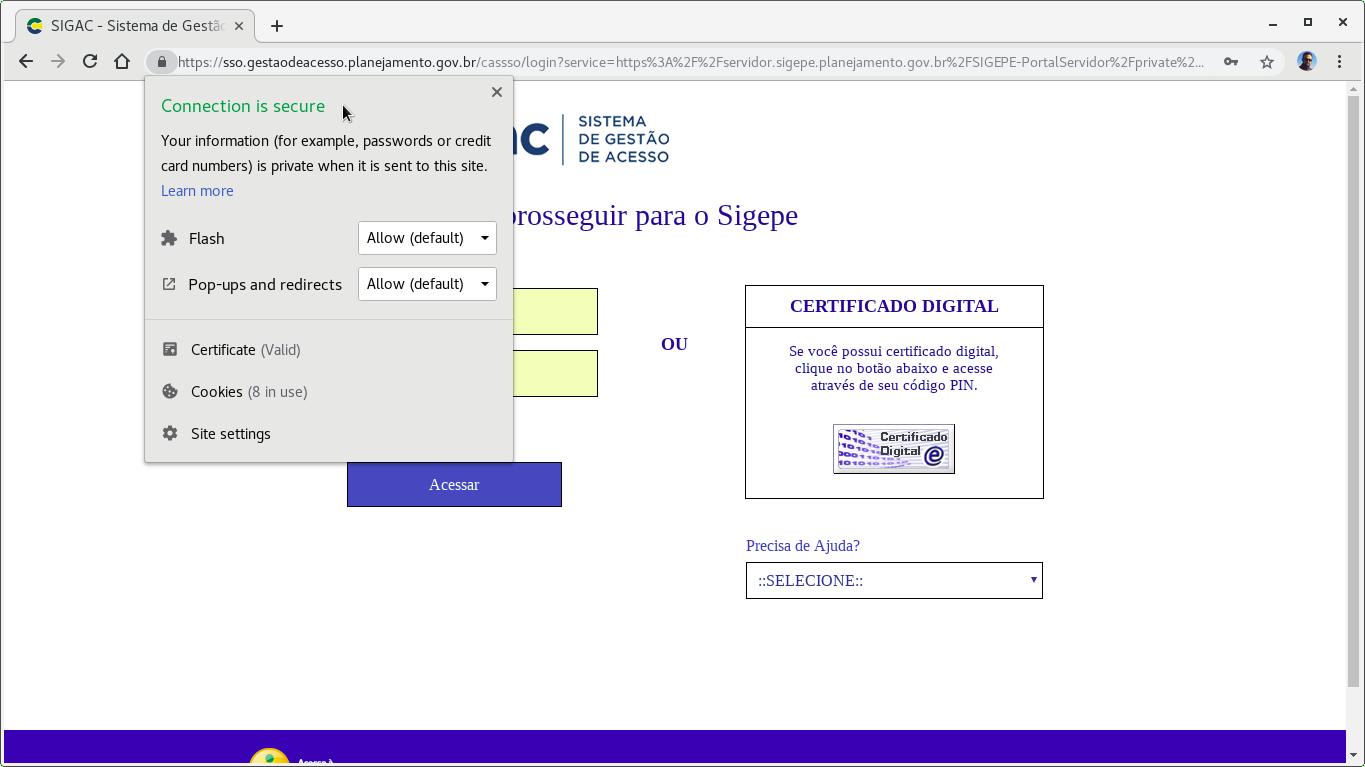 SIGAC - Sistema de Gestão
https://sso.gestaodeacesso.planejamento.gov.br/cassso/login?service=https%3A%2F%2Fservidor.sigepe.planejamento.gov.br%2FSIGEPE-PortalServidor%2Fprivate%2...
Connection is secure
Your information (for example, passwords or credit
card numbers) is private when it is sent to this site.
Learn more
Flash
Allow (default)
Pop-ups and redirects
Allow (default)
Certificate (Valid)
Cookies (8 in use)
Site settings
ac
SISTEMA
DE GESTÃO
DE ACESSO
prosseguir para o Sigepe
OU
Acessar
CERTIFICADO DIGITAL
Se você possui certificado digital,
clique no botão abaixo e acesse
através de seu código PIN.
Certificado
Digital
Precisa de Ajuda?
::SELECIONE::
Acesso à